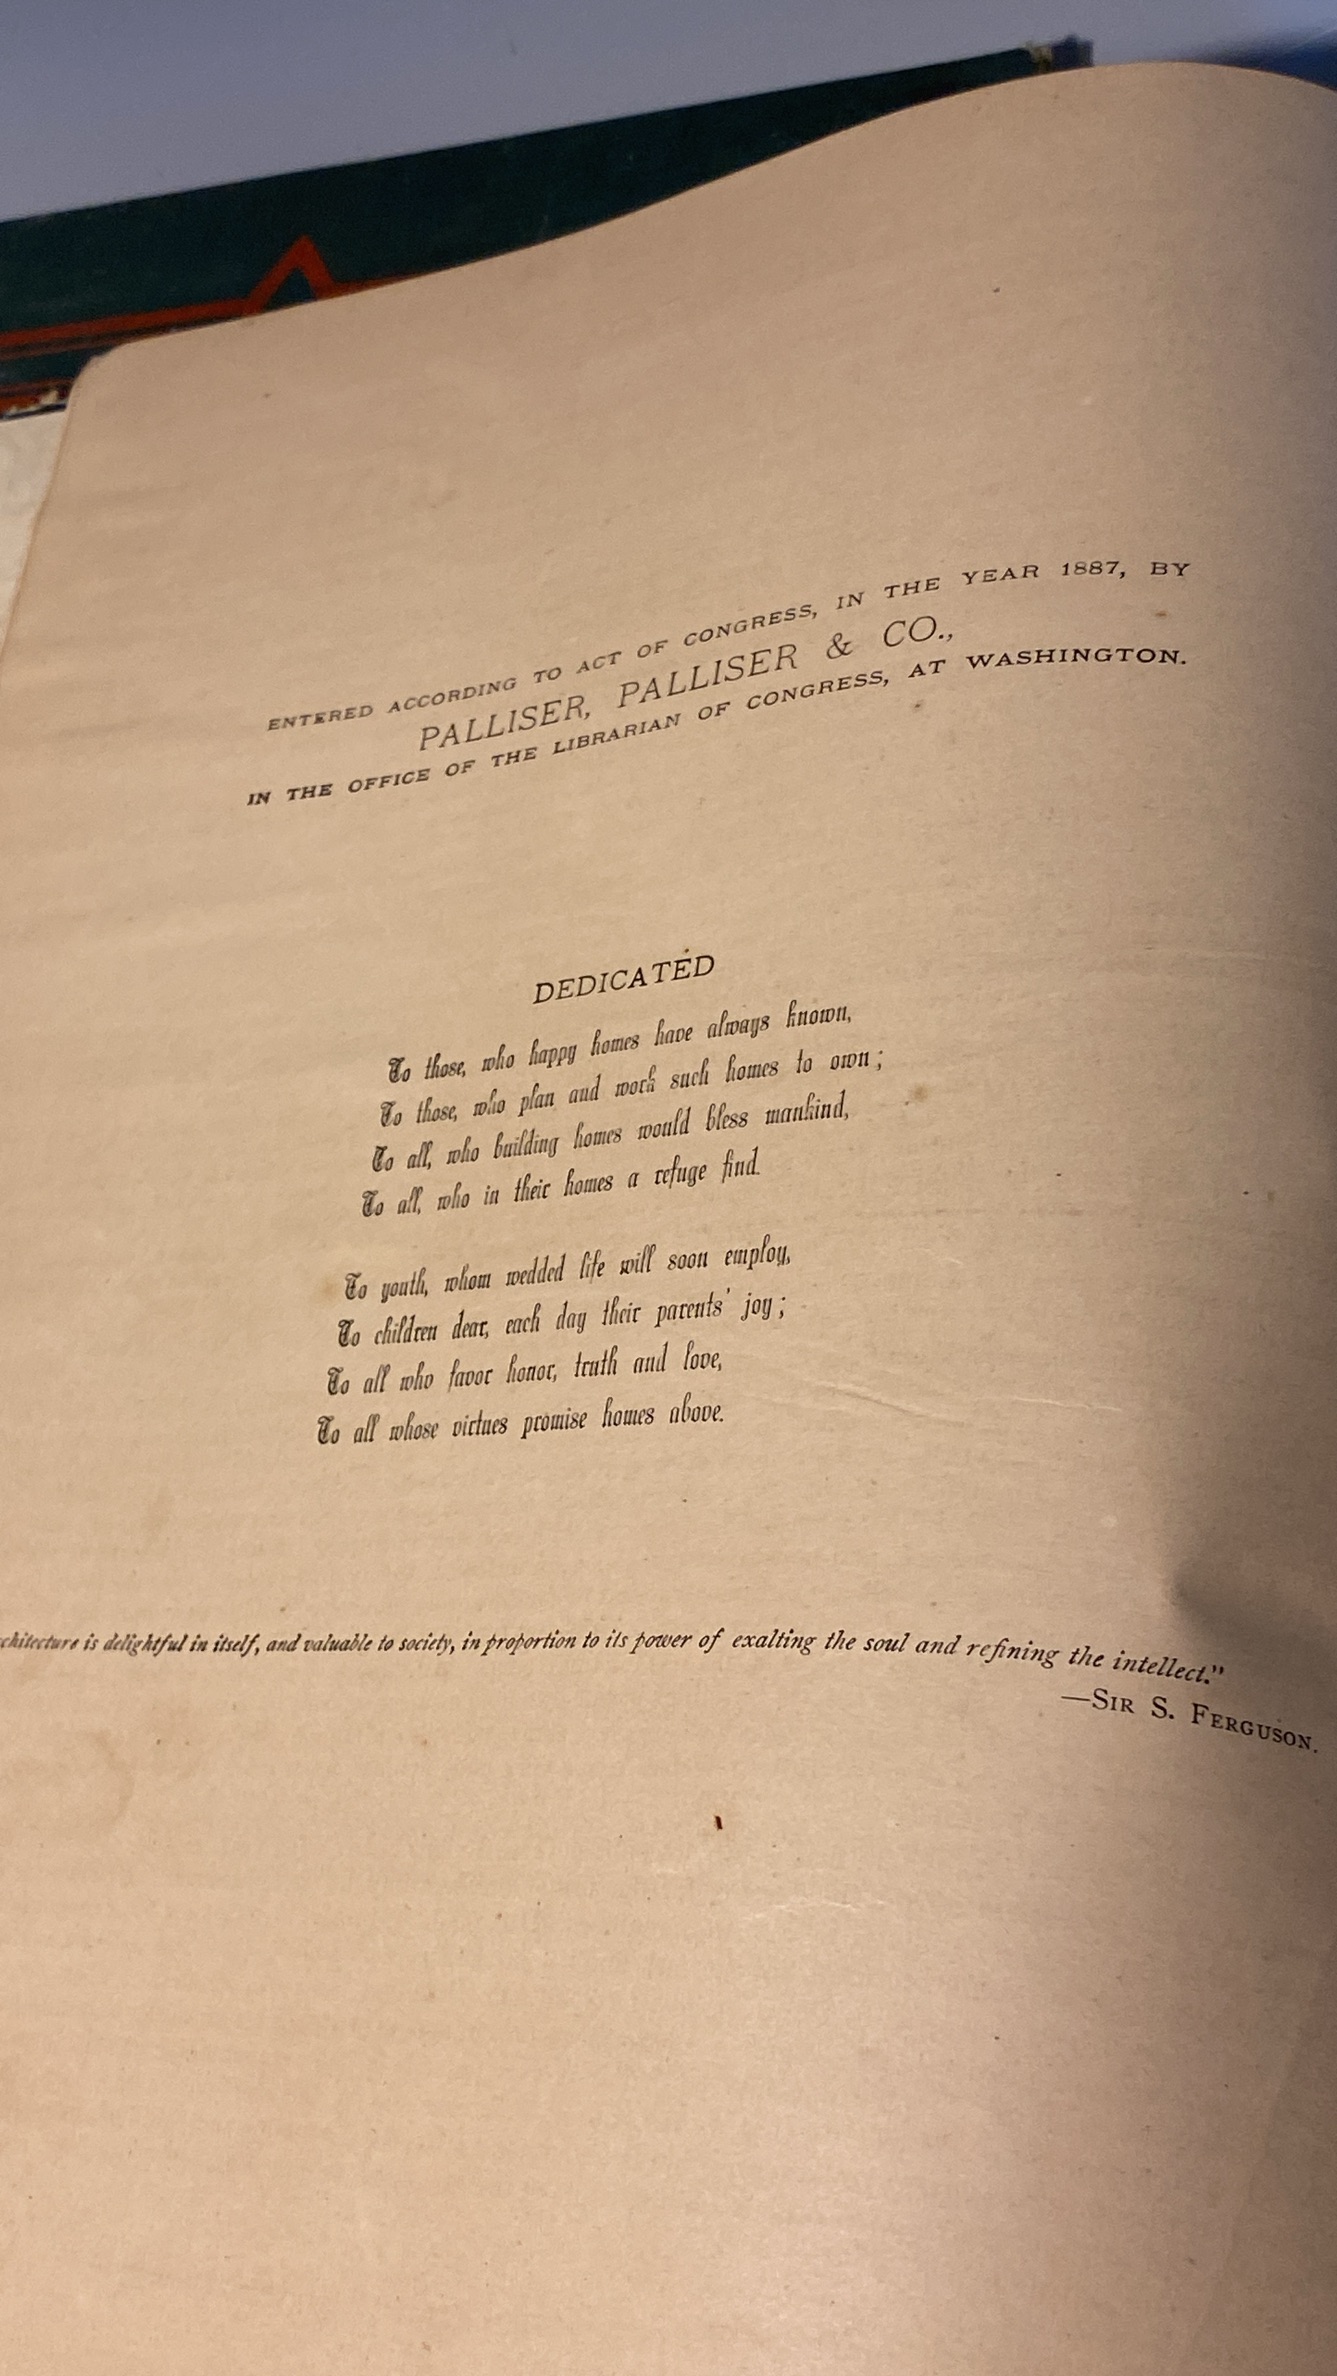 ENTERED ACCORDING TO ACT OF CONGRESS, IN THE YEAR 1887, BY
PALLISER, PALLISER & CO.,
IN THE OFFICE OF THE LIBRARIAN OF CONGRESS, AT WASHINGTON.
DEDICATED
To those, who happy homes have always known,
To those, who plan and work such homes to own;
To all, who building homes would bless mankind,
To all, who in their homes a refuge find.
To youth, whom wedded life will soon employ,
To children dear, each day their parents' joy;
To all who favor honor, truth and love,
To all whose virtues promise homes above.
chitecture is delightful in itself, and valuable to society, in proportion to its power of exalting the soul and refining the intellect."
—SIR S. FERGUSON.